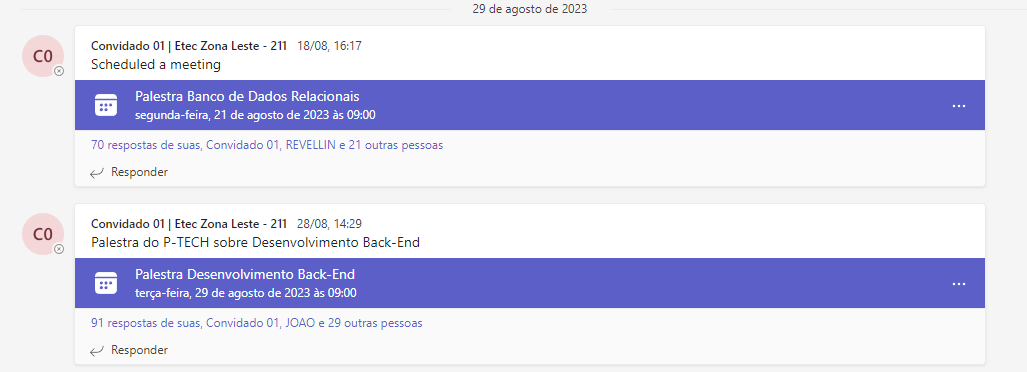 29 de agosto de 2023
C0
Convidado 01 | Etec Zona Leste - 211 18/08, 16:17
Scheduled a meeting
Palestra Banco de Dados Relacionais
segunda-feira, 21 de agosto de 2023 às 09:00
70 respostas de suas, Convidado 01, REVELLIN e 21 outras pessoas
Responder
C0
Convidado 01 | Etec Zona Leste - 211 28/08, 14:29
Palestra do P-TECH sobre Desenvolvimento Back-End
Palestra Desenvolvimento Back-End
terça-feira, 29 de agosto de 2023 às 09:00
91 respostas de suas, Convidado 01, JOAO e 29 outras pessoas
Responder